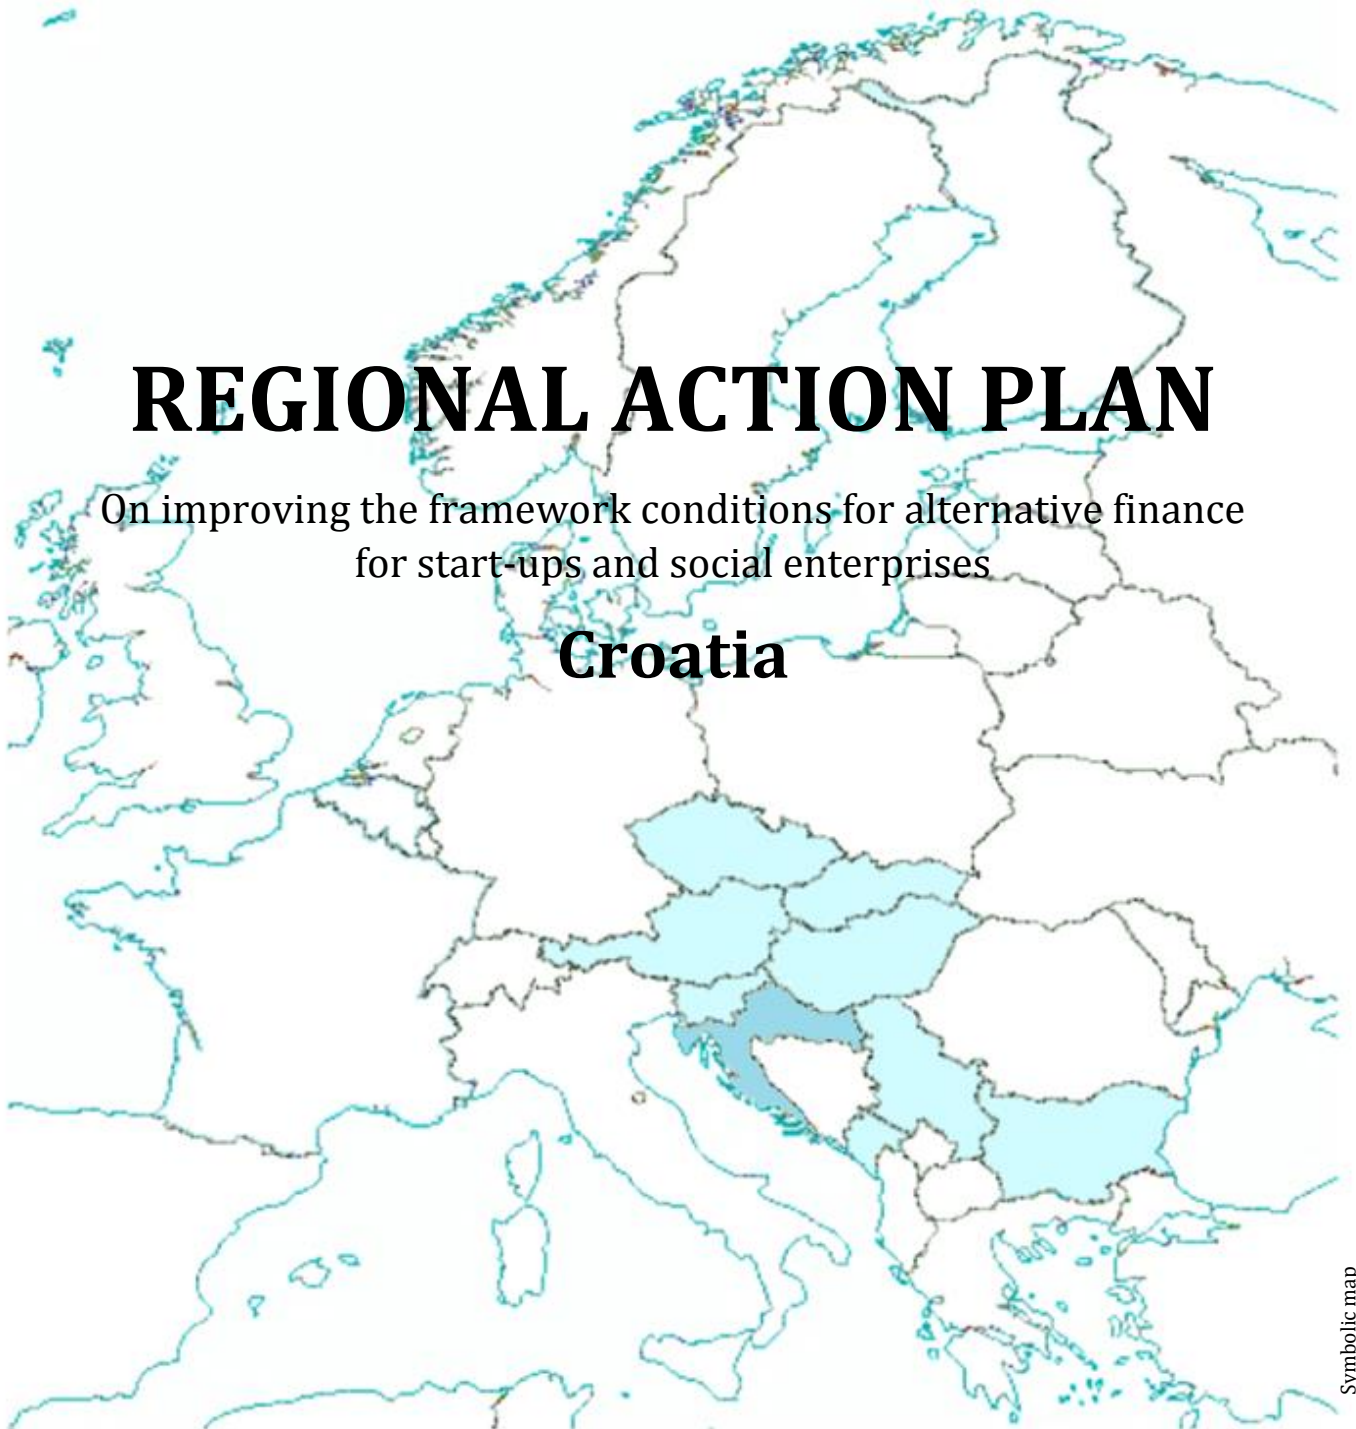 REGIONAL ACTION PLAN
On improving the framework conditions for alternative finance
for start-ups and social enterprises
Croatia
Symbolic map